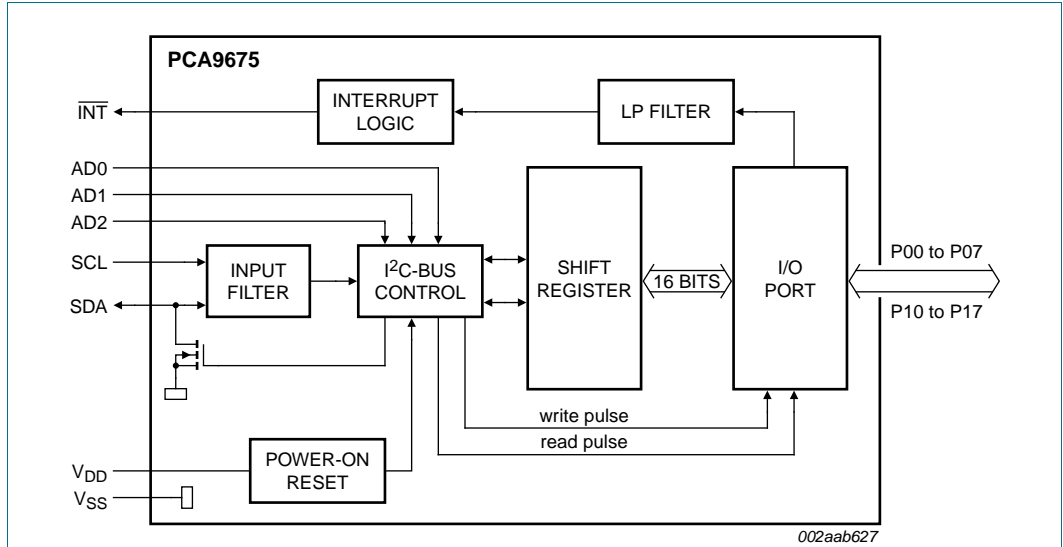 PCA9675
INT
INTERRUPT
LOGIC
LP FILTER
AD0
AD1
AD2
SCL
SDA
INPUT
FILTER
I²C-BUS
CONTROL
SHIFT
REGISTER
16 BITS
I/O
PORT
P00 to P07
P10 to P17
write pulse
read pulse
VDD
VSS
POWER-ON
RESET
002aab627